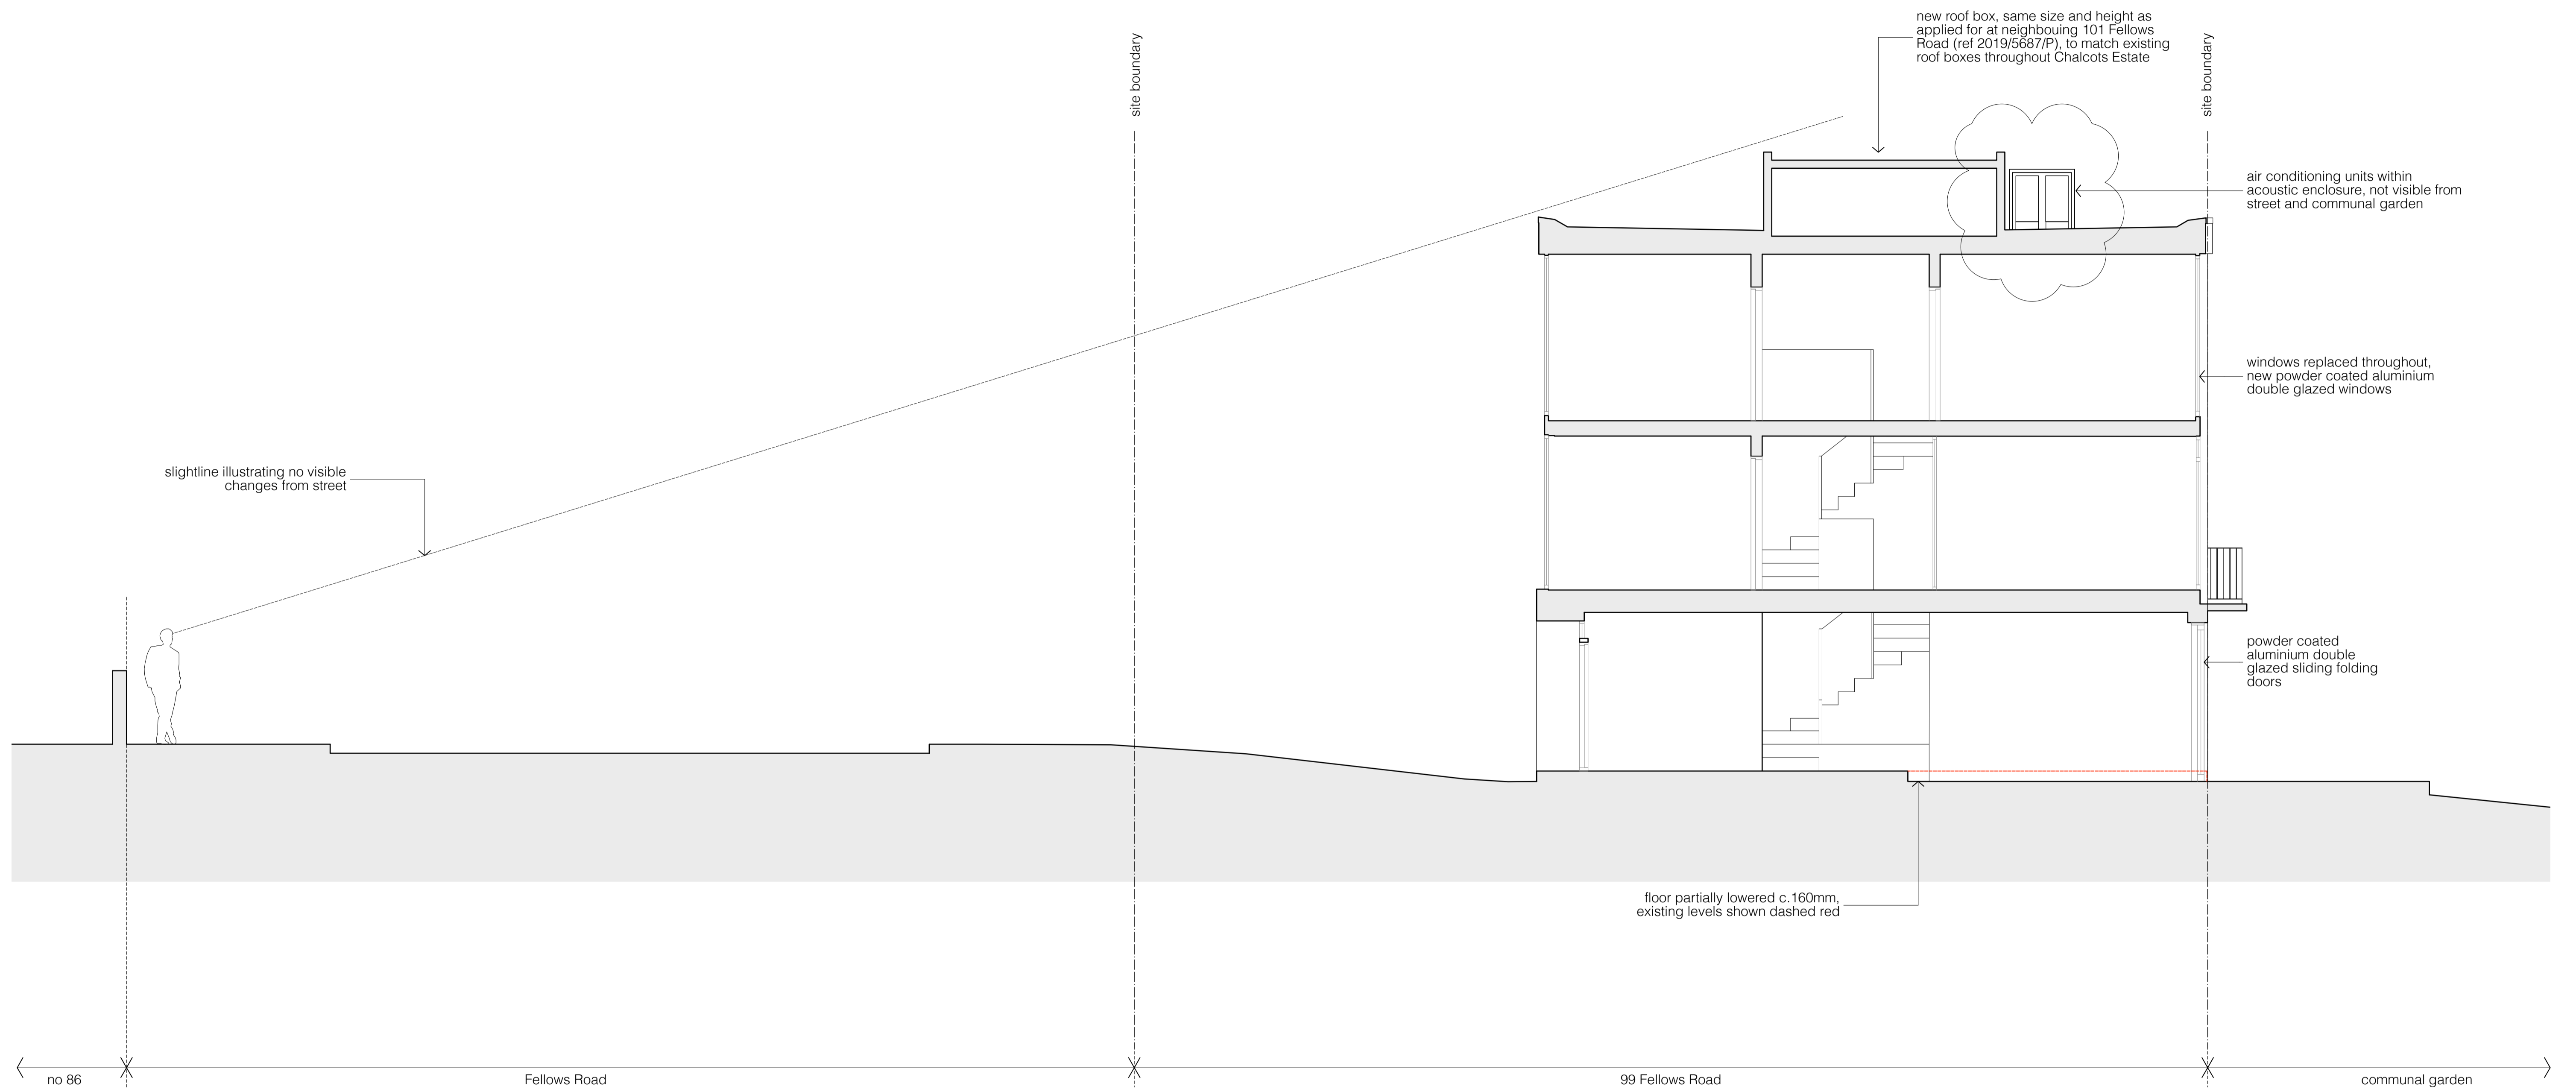 new roof box, same size and height as
applied for at neighbouing 101 Fellows
Road (ref 2019/5687/P), to match existing
roof boxes throughout Chalcots Estate
site boundary
site boundary
air conditioning units within
acoustic enclosure, not visible from
street and communal garden
windows replaced throughout,
new powder coated aluminium
double glazed windows
slightline illustrating no visible
changes from street
powder coated
aluminium double
glazed sliding folding
doors
floor partially lowered c.160mm,
existing levels shown dashed red
no 86
Fellows Road
99 Fellows Road
communal garden